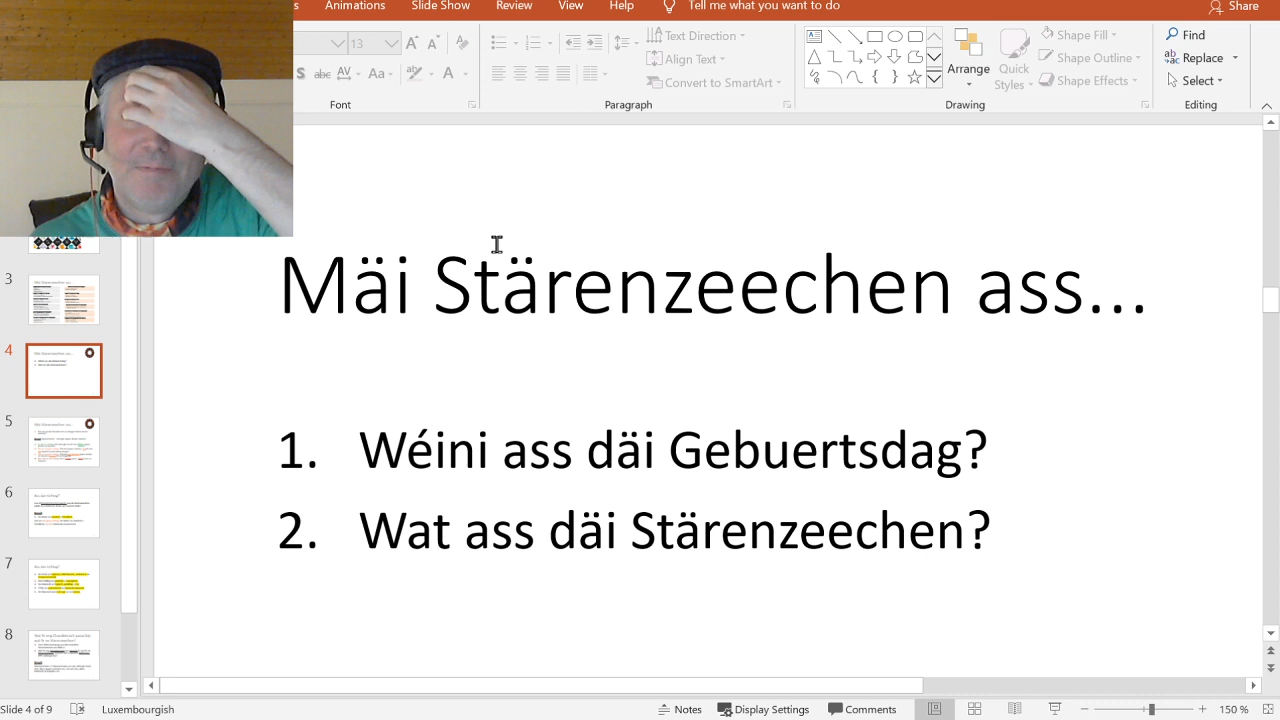 s Animations Slide Show Review View Help Tell me what you want to do Share
13 A A
S ab AV Aa
Text Direction
Align Text
Convert to SmartArt
Arrange
Styles
Shape Fill
Shape Outline
Shape Effects
Find
Select
Font Paragraph Drawing Editing
3
4
5
6
7
8
Mäi Stärenzeechen ass...
1. Wéini ass däi Gebuertsdag?
2. Wat ass däi Stärenzeechen?
Slide 4 of 9 Luxembourgish Notes Display Settings Comments 150 %